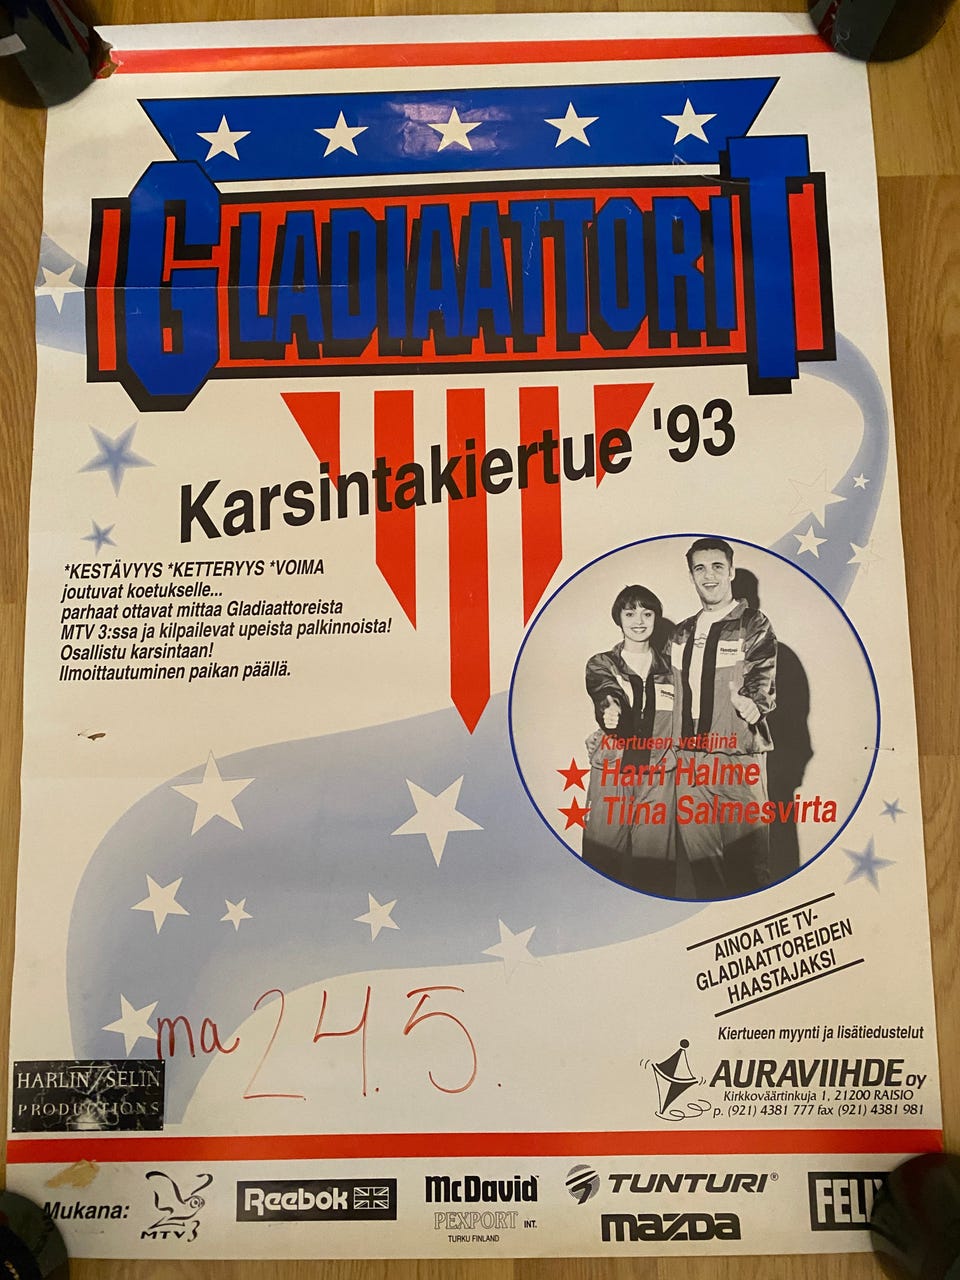 GLADIAATTORIT
Karsintakiertue '93
*KESTÄVYYS *KETTERYYS *VOIMA
joutuvat koetukselle...
parhaat ottavat mittaa Gladiaattoreista
MTV 3:ssa ja kilpailevat upeista palkinnoista!
Osallistu karsintaan!
Ilmoittautuminen paikan päällä.
Reebok
Kiertueen vetäjinä
Harri Halme
Tiina Salmesvirta
AINOA TIE TV-
GLADIAATTOREIDEN
HAASTAJAKSI
ma 24.5.
Kiertueen myynti ja lisätiedustelut
AURAVIIHDE OY
Kirkkoväärtinkuja 1, 21200 RAISIO
p. (921) 4381 777 fax (921) 4381 981
HARLIN/SELIN
PRODUCTIONS
Mukana:
MTV3
Reebok
McDavid
PEXPORT INT.
TURKU FINLAND
TUNTURI®
mazda
FELIX